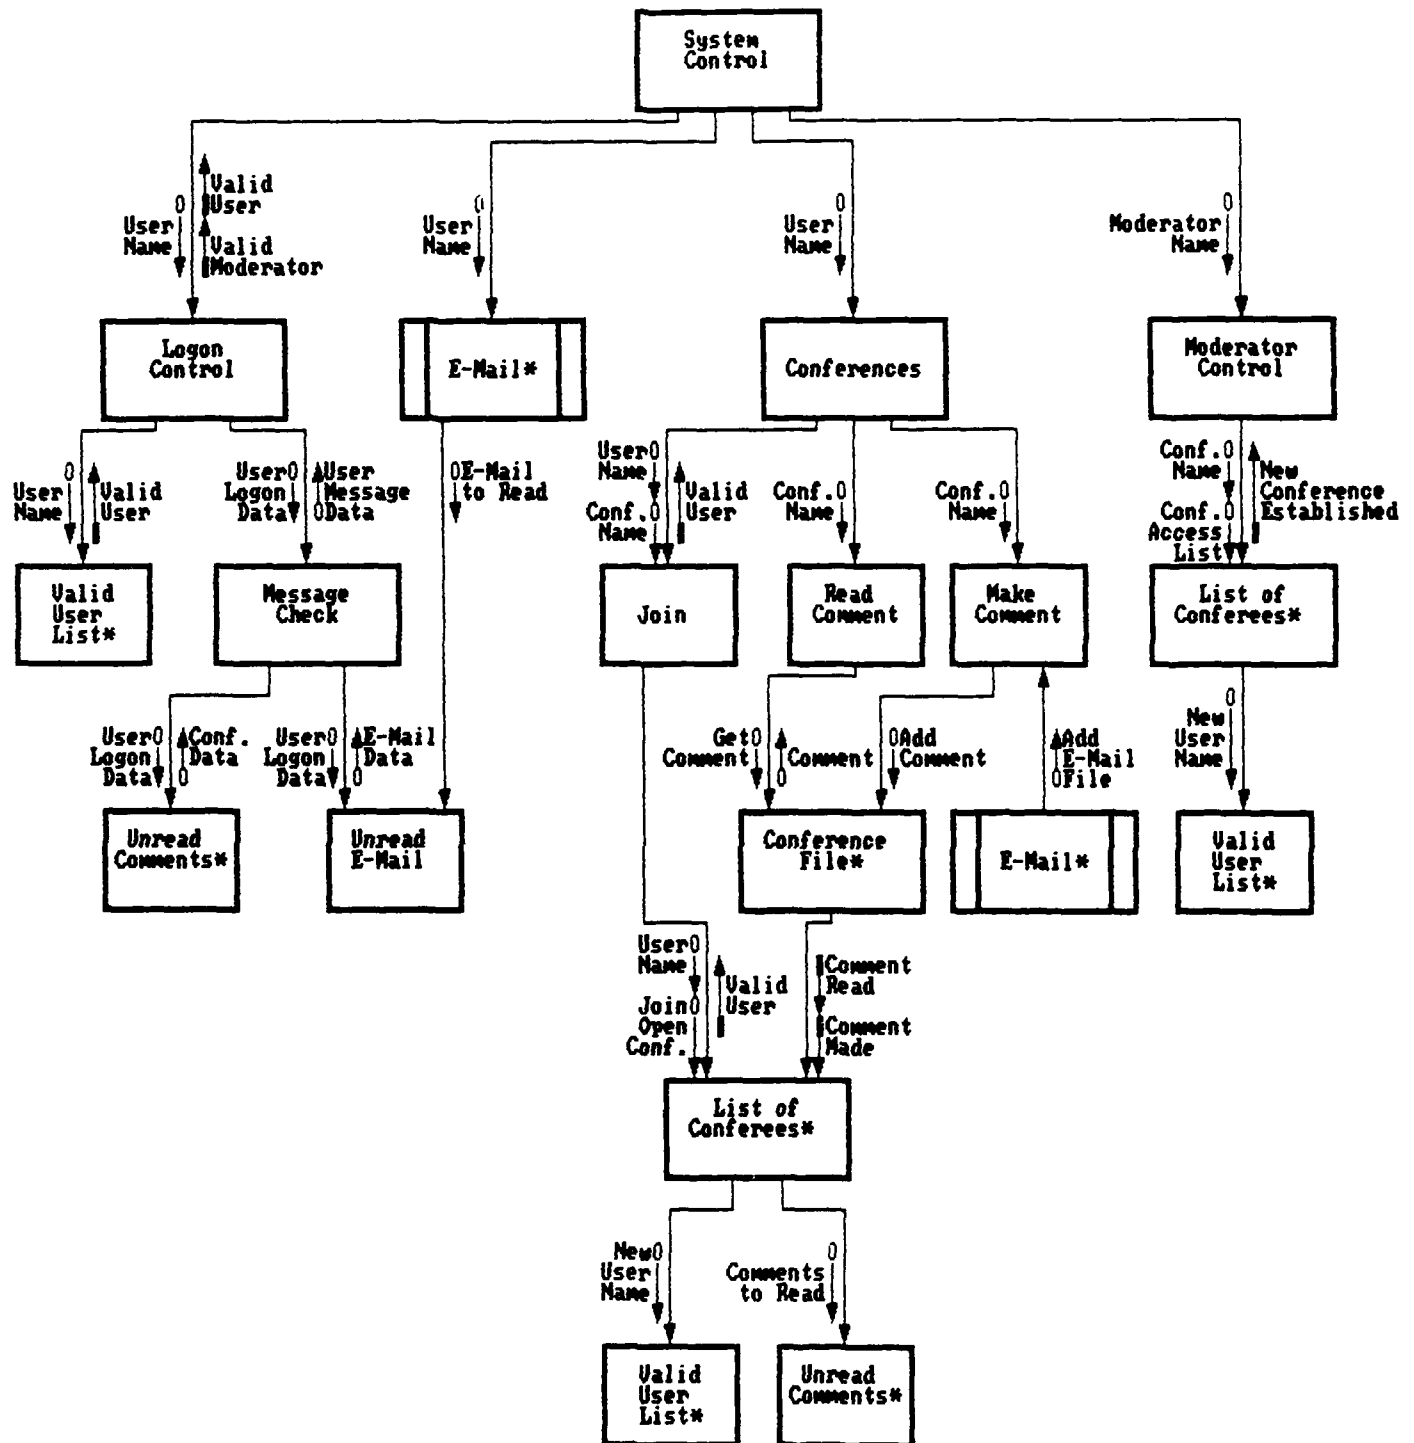 System
Control
Valid
User
User
Name
Valid
Moderator
User
Name
User
Name
Moderator
Name
Logon
Control
E-Mail*
Conferences
Moderator
Control
User
Name
Valid
User
User
Logon
Data
User
Message
Data
E-Mail
to Read
User
Name
Conf.
Name
Valid
User
Conf.
Name
Conf.
Name
Conf.
Name
Conf.
Access
List
New
Conference
Established
Valid
User
List*
Message
Check
Join
Read
Comment
Make
Comment
List of
Conferees*
User
Logon
Data
Conf.
Data
User
Logon
Data
E-Mail
Data
Get
Comment
Comment
Add
Comment
Add
E-Mail
File
New
User
Name
Unread
Comments*
Unread
E-Mail
Conference
File*
E-Mail*
Valid
User
List*
User
Name
Join
Open
Conf.
Valid
User
Comment
Read
Comment
Made
List of
Conferees*
New
User
Name
Comments
to Read
Valid
User
List*
Unread
Comments*